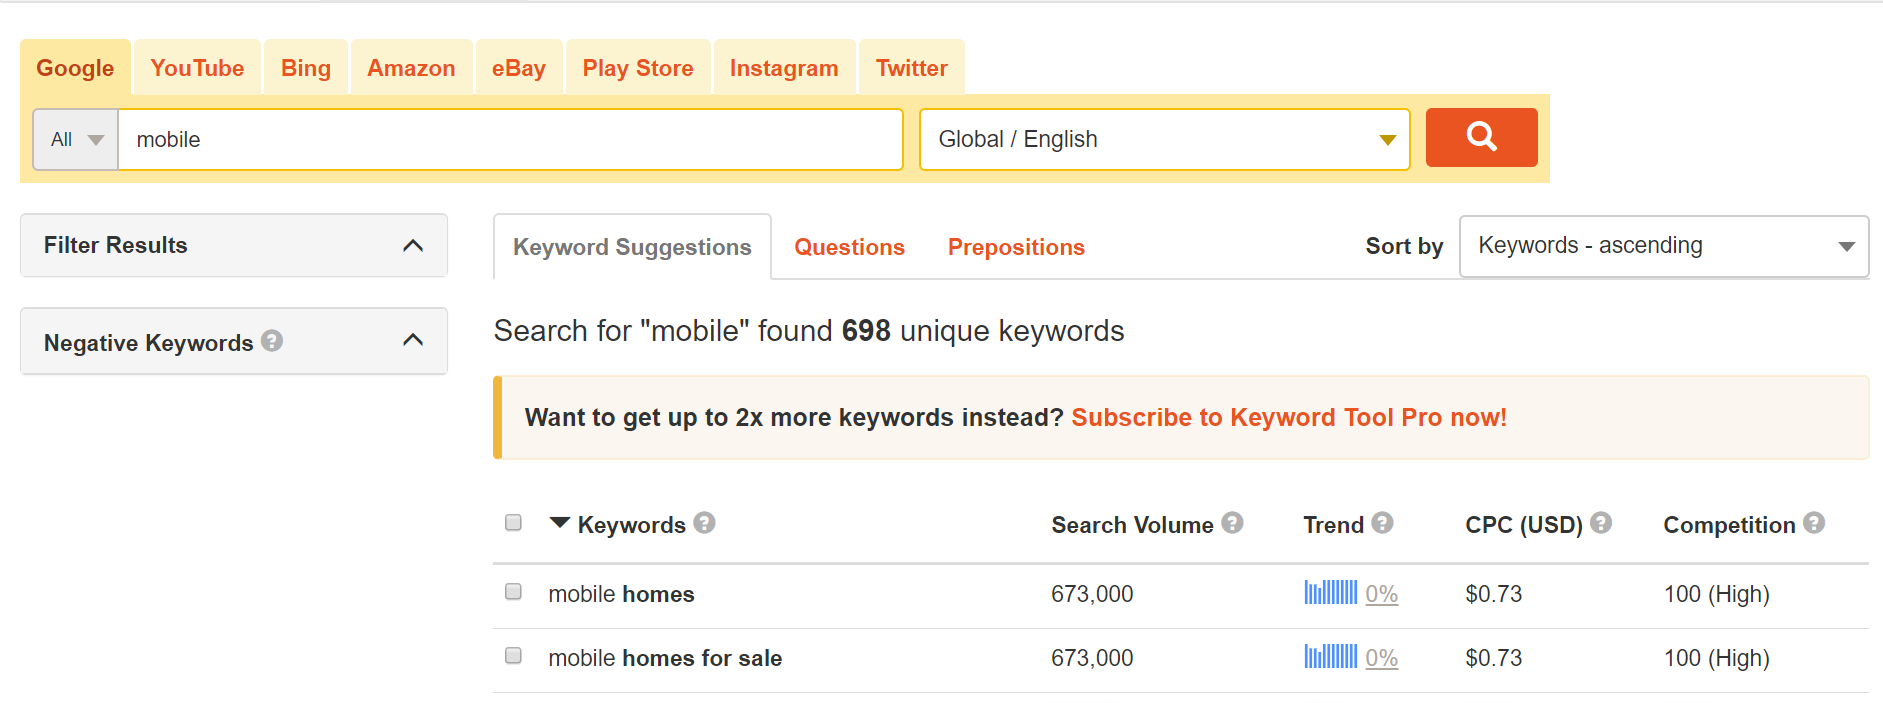 Google YouTube Bing Amazon eBay Play Store Instagram Twitter
All mobile Global / English
Filter Results
Negative Keywords ?
Keyword Suggestions Questions Prepositions Sort by Keywords - ascending
Search for "mobile" found 698 unique keywords
Want to get up to 2x more keywords instead? Subscribe to Keyword Tool Pro now!
Keywords ? Search Volume ? Trend ? CPC (USD) ? Competition ?
mobile homes 673,000 0% $0.73 100 (High)
mobile homes for sale 673,000 0% $0.73 100 (High)